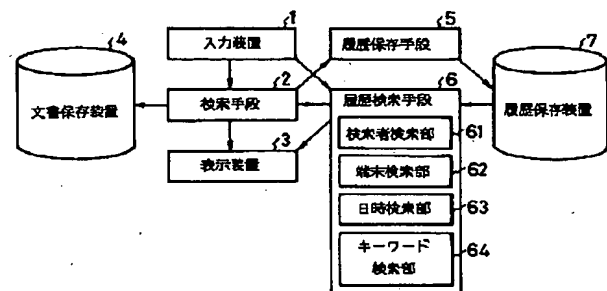 1
入力装置
5
履歴保存手段
4
文書保存装置
2
検索手段
6
履歴検索手段
7
履歴保存装置
3
表示装置
検索者検索部
61
端末検索部
62
日時検索部
63
キーワード
検索部
64